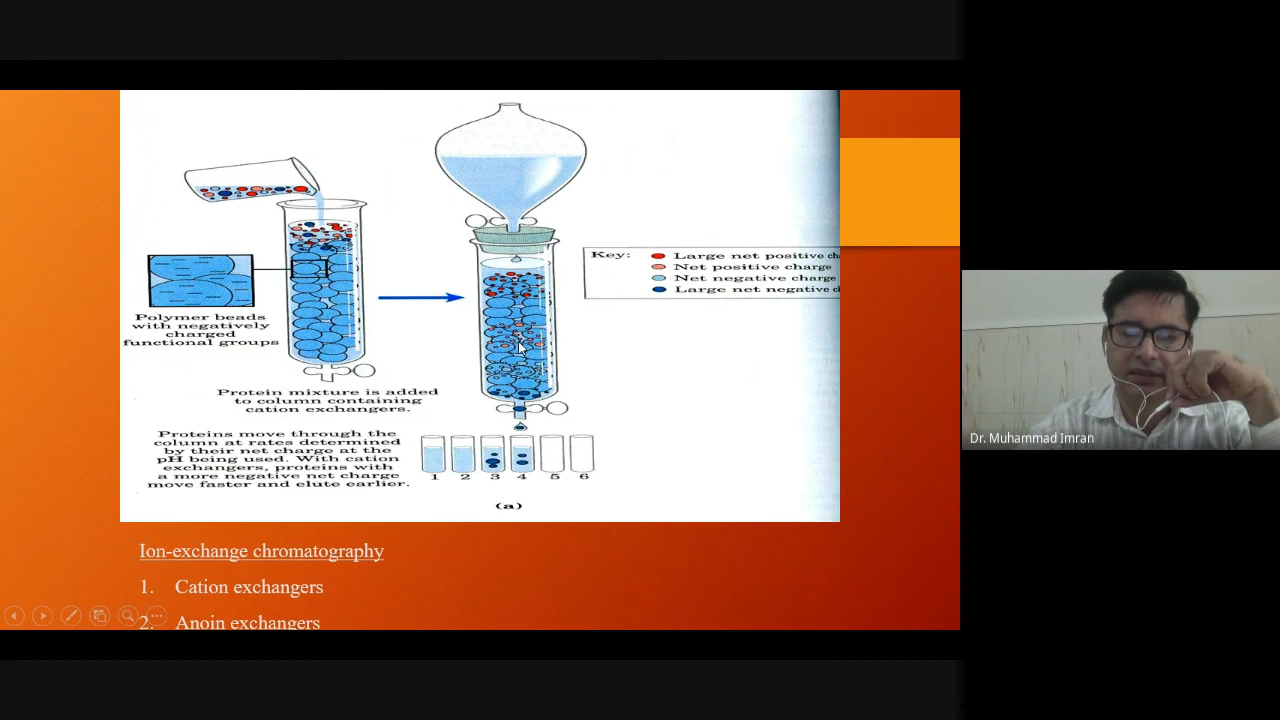 Key:
Large net positive ch
Net positive charge
Net negative charge
Large net negative c
Polymer beads
with negatively
charged
functional groups
Protein mixture is added
to column containing
cation exchangers.
Proteins move through the
column at rates determined
by their net charge at the
pH being used. With cation
exchangers, proteins with
a more negative net charge
move faster and elute earlier.
1 2 3 4 5 6
(a)
Ion-exchange chromatography
1. Cation exchangers
2. Anoin exchangers
Dr. Muhammad Imran